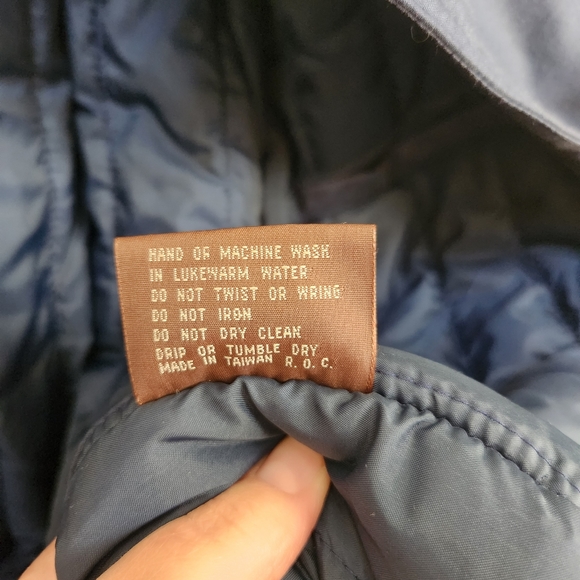 HAND OR MACHINE WASH
IN LUKEWARM WATER
DO NOT TWIST OR WRING
DO NOT IRON
DO NOT DRY CLEAN
DRIP OR TUMBLE DRY
MADE IN TAIWAN R.O.C.